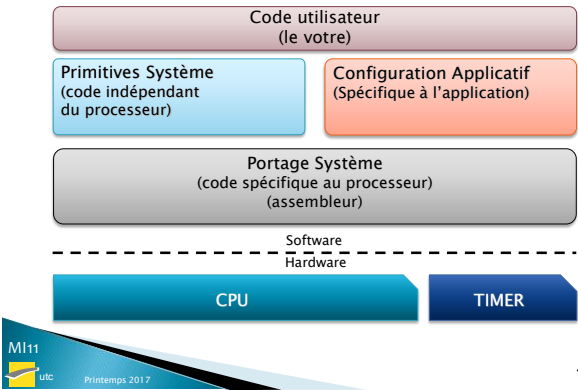 Code utilisateur
(le votre)
Primitives Système
(code indépendant
du processeur)
Configuration Applicatif
(Spécifique à l'application)
Portage Système
(code spécifique au processeur)
(assembleur)
Software
Hardware
CPU
TIMER
MI11
utc
Printemps 2017